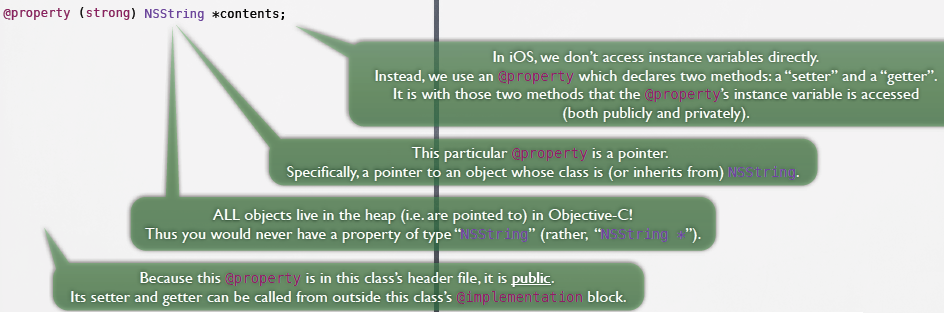 @property (strong) NSString *contents;
In iOS, we don’t access instance variables directly.
Instead, we use an @property which declares two methods: a “setter” and a “getter”.
It is with those two methods that the @property’s instance variable is accessed
(both publicly and privately).
This particular @property is a pointer.
Specifically, a pointer to an object whose class is (or inherits from) NSString.
ALL objects live in the heap (i.e. are pointed to) in Objective-C!
Thus you would never have a property of type “NSString” (rather, “NSString *”).
Because this @property is in this class’s header file, it is public.
Its setter and getter can be called from outside this class’s @implementation block.